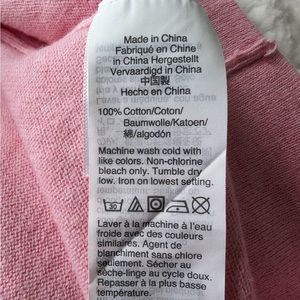 Made in China
Fabriqué en Chine
in China Hergestellt
Vervaardigd in China
中国製
Hecho en China
100% Cotton/Coton/
Baumwolle/Katoen/
綿/algodón
Machine wash cold with
like colors. Non-chlorine
bleach only. Tumble dry
low. Iron on lowest setting.
30
Laver à la machine à l'eau
froide avec des couleurs
similaires. Agent de
blanchiment sans chlore
seulement. Sécher au
sèche-linge au cycle doux.
Repasser à la plus basse
température.